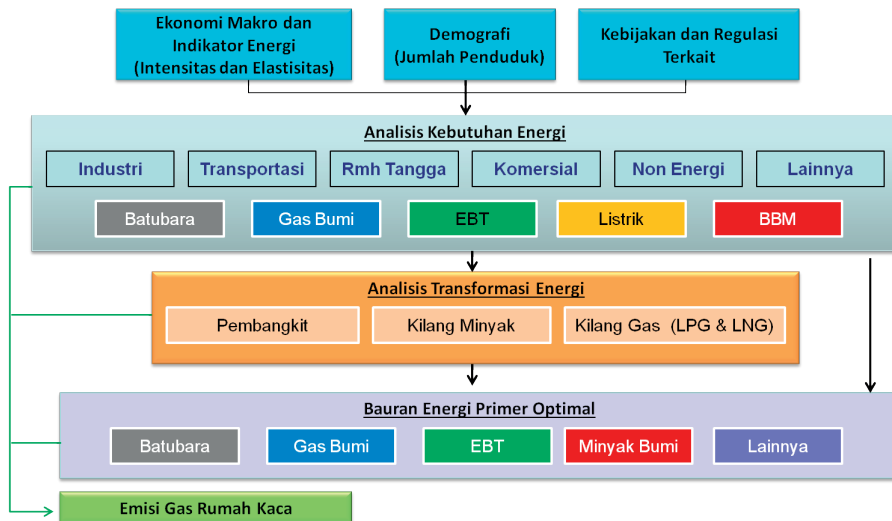 Ekonomi Makro dan
Indikator Energi
(Intensitas dan Elastisitas)
Demografi
(Jumlah Penduduk)
Kebijakan dan Regulasi
Terkait
Analisis Kebutuhan Energi
Industri
Transportasi
Rmh Tangga
Komersial
Non Energi
Lainnya
Batubara
Gas Bumi
EBT
Listrik
BBM
Analisis Transformasi Energi
Pembangkit
Kilang Minyak
Kilang Gas (LPG & LNG)
Bauran Energi Primer Optimal
Batubara
Gas Bumi
EBT
Minyak Bumi
Lainnya
Emisi Gas Rumah Kaca